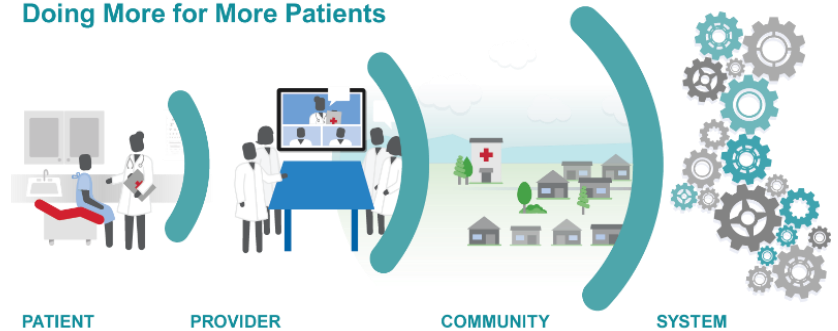 Doing More for More Patients
PATIENT
PROVIDER
COMMUNITY
SYSTEM